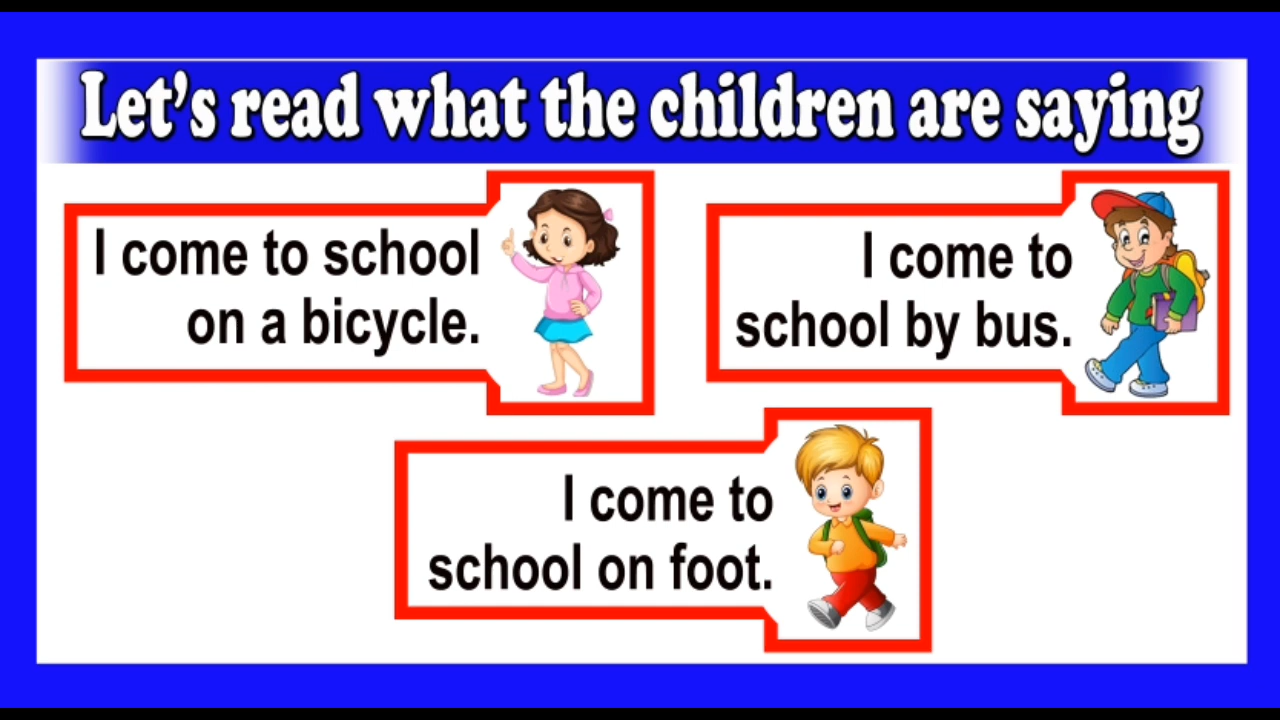 Let's read what the children are saying
I come to school
on a bicycle.
I come to
school by bus.
I come to
school on foot.